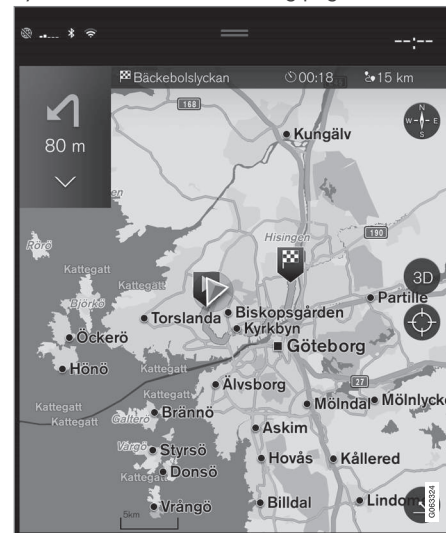 --:--
Bäckebolslyckan 00:18 15 km
80 m
168
Kungälv
N
W E
S
Rörö
Hisingen
190
Kattegatt
Björkö
Kattegatt
3D
Partille
Torslanda
Biskopsgården
Kyrkbyn
Öckerö
Göteborg
Hönö
Kattegatt
27
Älvsborg
Mölndal
Kattegatt
Brännö
Kattegatt
Galterö
Askim
Styrsö
Vargö
Hovås
Kållered
Donsö
Vrångö
Billdal
5km
G063324